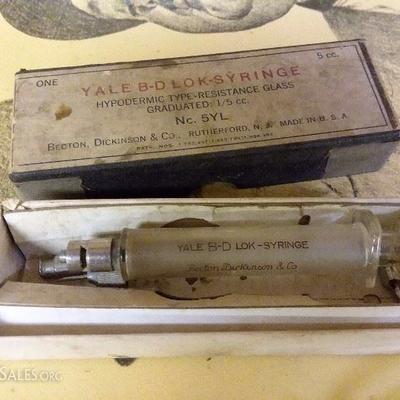 ONE 5 cc.
YALE B-D LOK-SYRINGE
HYPODERMIC TYPE-RESISTANCE GLASS
GRADUATED: 1/5 cc.
No. 5YL
BECTON, DICKINSON & CO., RUTHERFORD, N. J. MADE IN U. S. A
YALE B-D LOK-SYRINGE
Becton Dickinson & Co
SALES.ORG